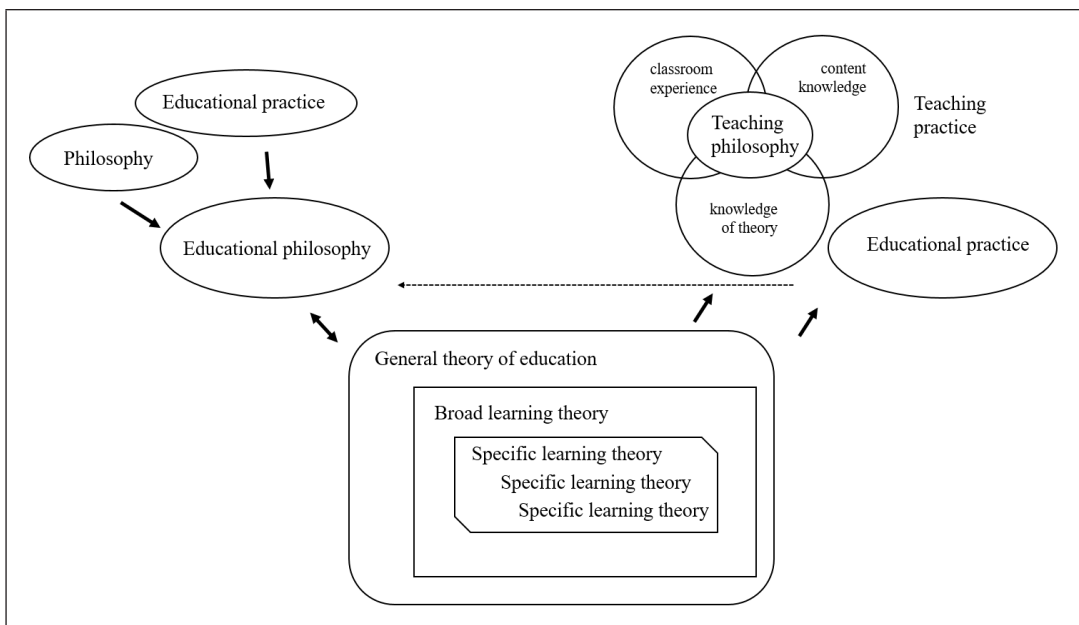 Educational practice
Philosophy
Educational philosophy
classroom
experience
content
knowledge
Teaching
philosophy
Teaching
practice
knowledge
of theory
Educational practice
General theory of education
Broad learning theory
Specific learning theory
Specific learning theory
Specific learning theory